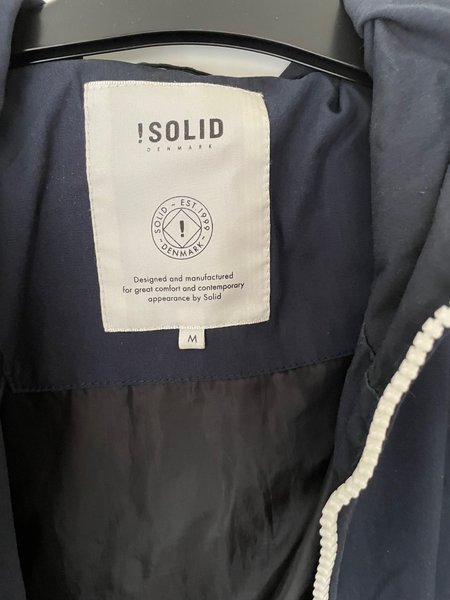 !SOLID
DENMARK
SOLID ~ EST 1999 ~ DENMARK ~
!
Designed and manufactured
for great comfort and contemporary
appearance by Solid
M